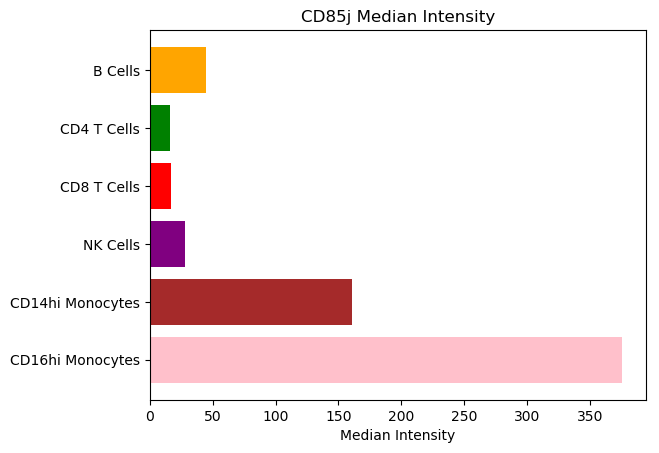 CD85j Median Intensity
B Cells
CD4 T Cells
CD8 T Cells
NK Cells
CD14hi Monocytes
CD16hi Monocytes
0 50 100 150 200 250 300 350
Median Intensity